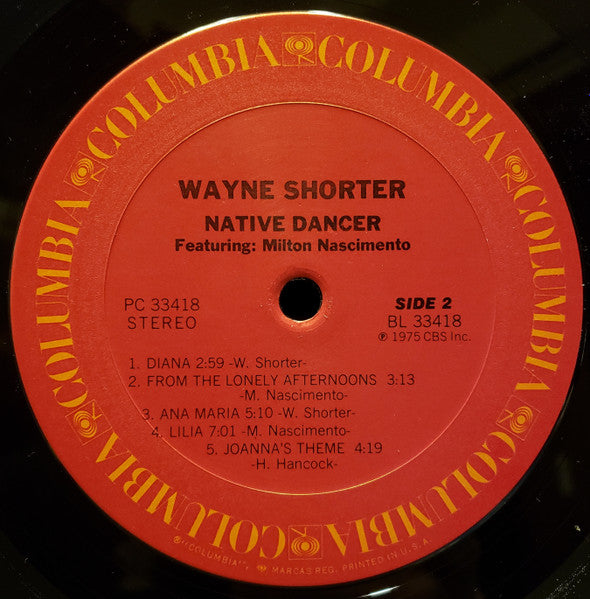 COLUMBIA COLUMBIA COLUMBIA COLUMBIA COLUMBIA COLUMBIA COLUMBIA
WAYNE SHORTER
NATIVE DANCER
Featuring: Milton Nascimento
PC 33418
STEREO
SIDE 2
BL 33418
℗ 1975 CBS Inc.
1. DIANA 2:59 -W. Shorter-
2. FROM THE LONELY AFTERNOONS 3:13
-M. Nascimento-
3. ANA MARIA 5:10 -W. Shorter-
4. LILIA 7:01 -M. Nascimento-
5. JOANNA'S THEME 4:19
-H. Hancock-
®"COLUMBIA", MARCAS REG. PRINTED IN U.S.A.